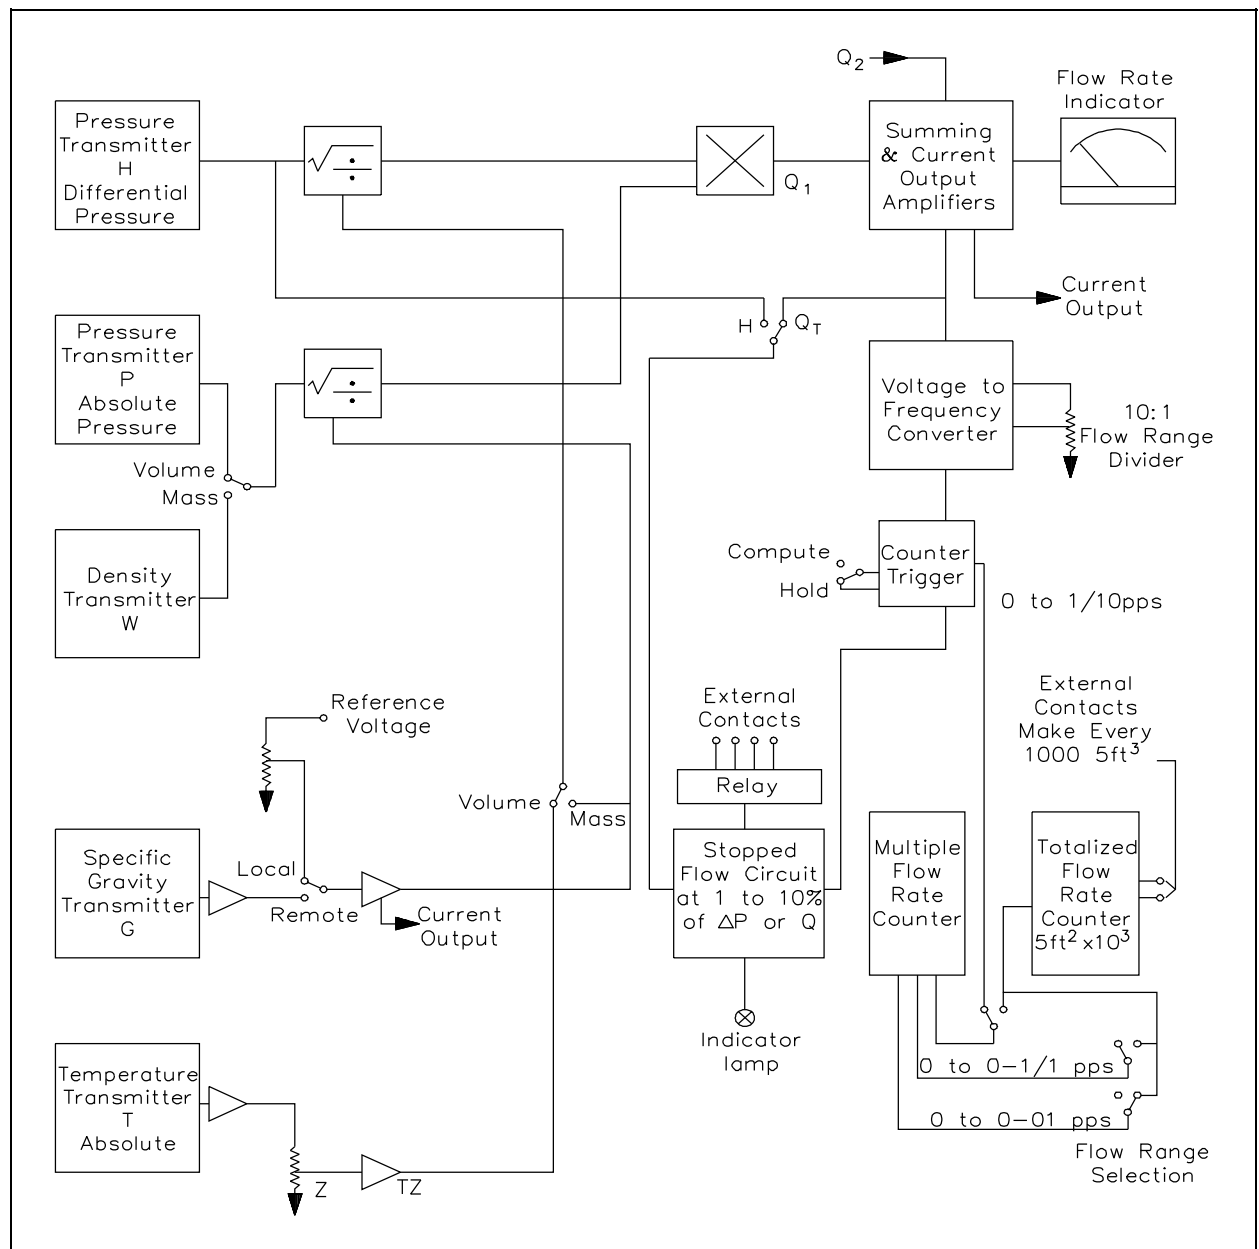 Q2
Flow Rate
Indicator
Pressure
Transmitter
H
Differential
Pressure
√ ÷
Q1
Summing
& Current
Output
Amplifiers
Current
Output
H
QT
Pressure
Transmitter
P
Absolute
Pressure
√ ÷
Voltage to
Frequency
Converter
10:1
Flow Range
Divider
Volume
Mass
Density
Transmitter
W
Compute
Hold
Counter
Trigger
0 to 1/10pps
Reference
Voltage
External
Contacts
Relay
External
Contacts
Make Every
1000 5ft³
Volume
Mass
Specific
Gravity
Transmitter
G
Local
Remote
Current
Output
Stopped
Flow Circuit
at 1 to 10%
of ΔP or Q
Multiple
Flow
Rate
Counter
Totalized
Flow
Rate
Counter
5ft²x10³
Indicator
lamp
0 to 0-1/1 pps
0 to 0-01 pps
Flow Range
Selection
Temperature
Transmitter
T
Absolute
Z
TZ